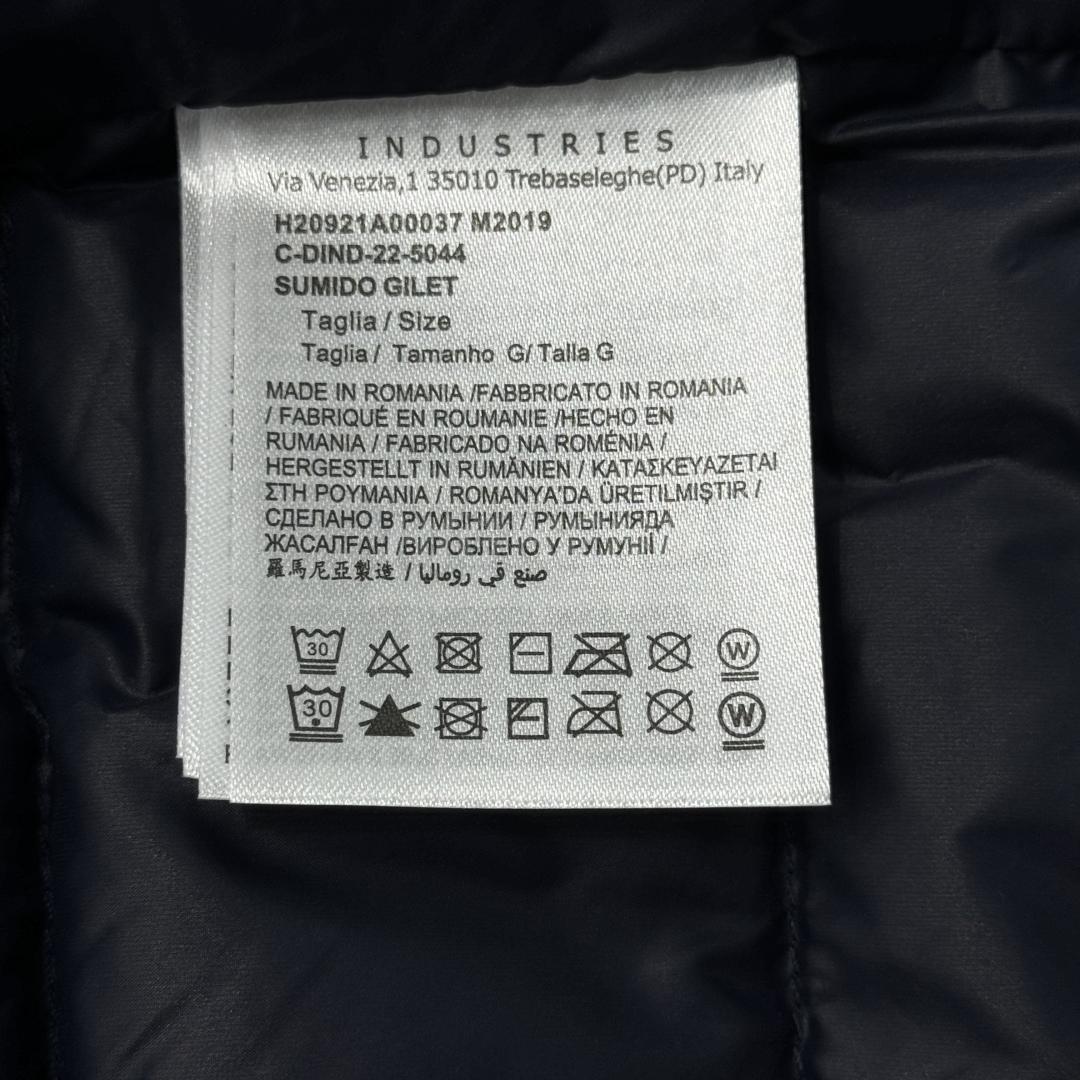 INDUSTRIES
Via Venezia,1 35010 Trebaseleghe(PD) Italy
H20921A00037 M2019
C-DIND-22-5044
SUMIDO GILET
Taglia / Size
Taglia / Tamanho G/ Talla G
MADE IN ROMANIA /FABBRICATO IN ROMANIA
/ FABRIQUÉ EN ROUMANIE /HECHO EN
RUMANIA / FABRICADO NA ROMÉNIA /
HERGESTELLT IN RUMÄNIEN / ΚΑΤΑΣΚΕΥΑΖΕΤΑΙ
ΣΤΗ ΡΟΥΜΑΝΙΑ / ROMANYA'DA ÜRETILMIŞTIR /
СДЕЛАНО В РУМЫНИИ / РУМЫНИЯДА
ЖАСАЛҒАН /ВИРОБЛЕНО У РУМУНІЇ /
羅馬尼亞製造 / صنع في روماليا
30 W
30 W